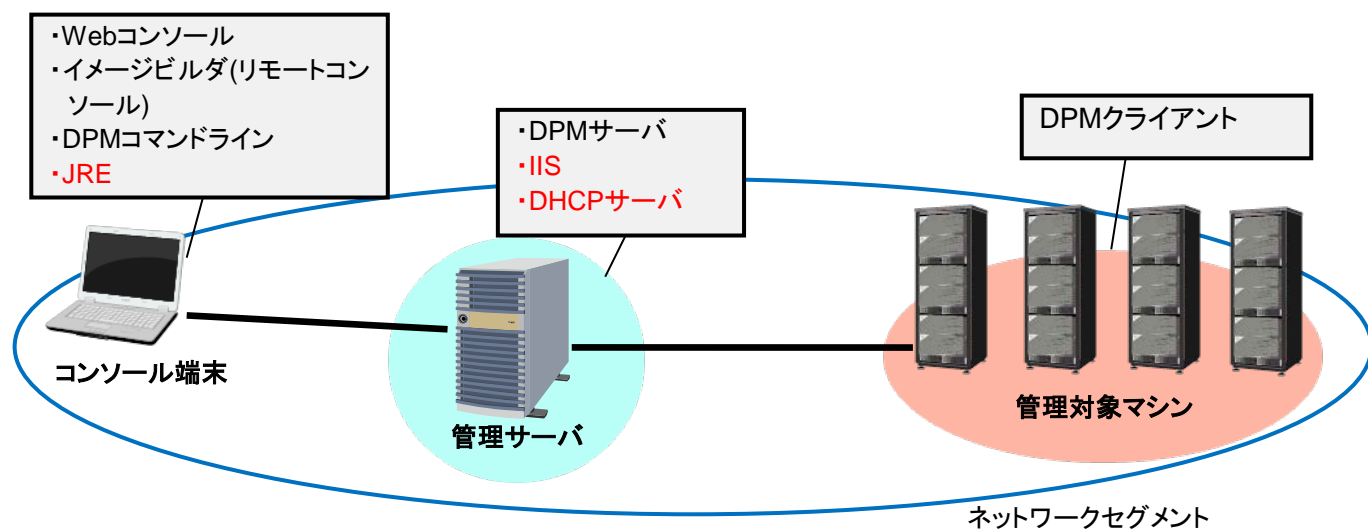 ・Webコンソール
・イメージビルダ(リモートコン
ソール)
・DPMコマンドライン
・JRE
・DPMサーバ
・IIS
・DHCPサーバ
DPMクライアント
コンソール端末
管理サーバ
管理対象マシン
ネットワークセグメント